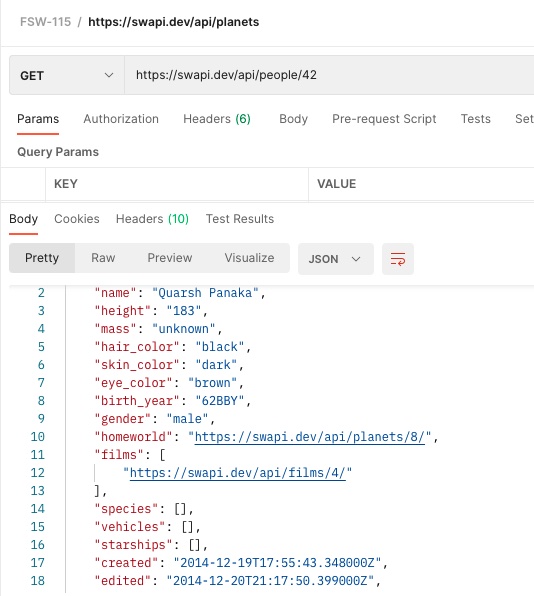 FSW-115 / https://swapi.dev/api/planets
GET https://swapi.dev/api/people/42
Params Authorization Headers (6) Body Pre-request Script Tests Set
Query Params
KEY VALUE
Body Cookies Headers (10) Test Results
Pretty Raw Preview Visualize JSON
2 "name": "Quarsh Panaka",
3 "height": "183",
4 "mass": "unknown",
5 "hair_color": "black",
6 "skin_color": "dark",
7 "eye_color": "brown",
8 "birth_year": "62BBY",
9 "gender": "male",
10 "homeworld": "https://swapi.dev/api/planets/8/",
11 "films": [
12 "https://swapi.dev/api/films/4/"
13 ],
14 "species": [],
15 "vehicles": [],
16 "starships": [],
17 "created": "2014-12-19T17:55:43.348000Z",
18 "edited": "2014-12-20T21:17:50.399000Z",